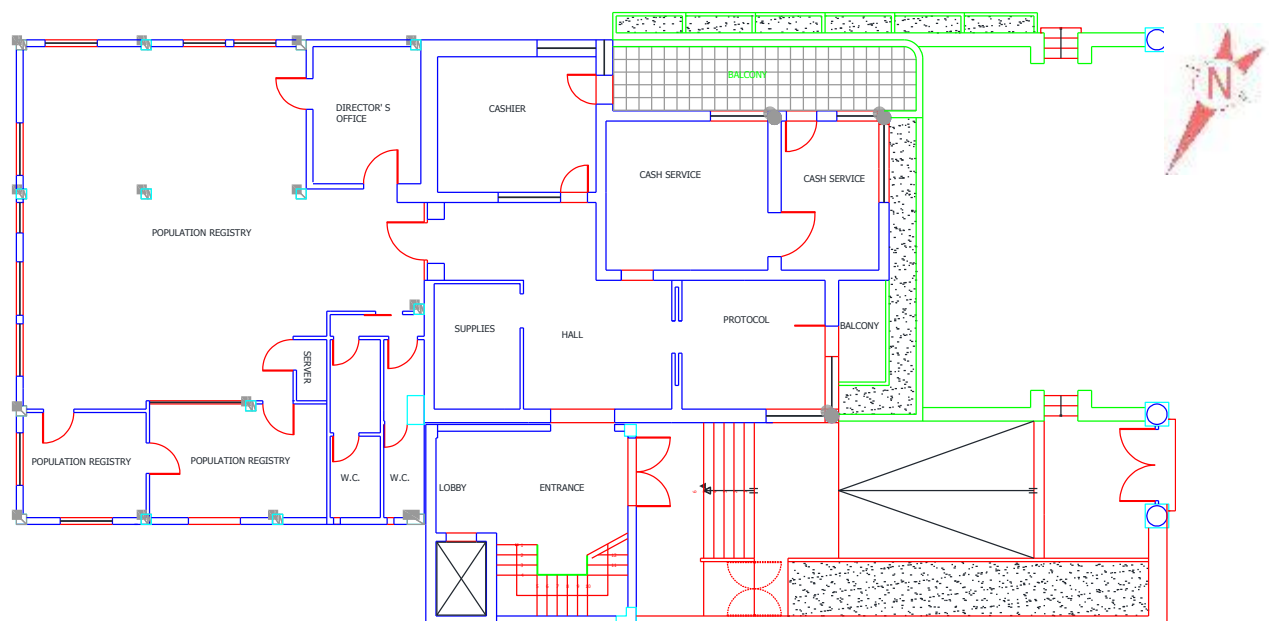 BALCONY
N
DIRECTOR' S
OFFICE
CASHIER
CASH SERVICE
CASH SERVICE
POPULATION REGISTRY
SUPPLIES
HALL
PROTOCOL
BALCONY
SERVER
POPULATION REGISTRY
POPULATION REGISTRY
W.C.
W.C.
LOBBY
ENTRANCE